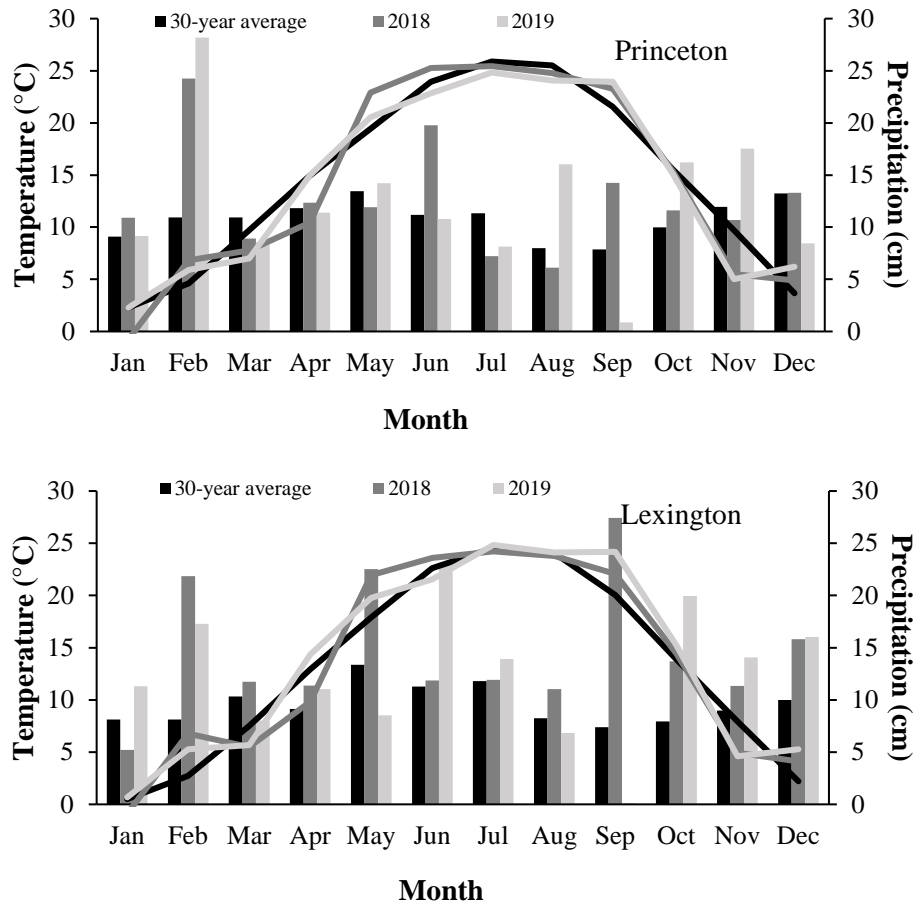 30-year average 2018 2019
Princeton
Temperature (°C)
30
25
20
15
10
5
0
Precipitation (cm)
30
25
20
15
10
5
0
Jan Feb Mar Apr May Jun Jul Aug Sep Oct Nov Dec
Month
30-year average 2018 2019
Lexington
Temperature (°C)
30
25
20
15
10
5
0
Precipitation (cm)
30
25
20
15
10
5
0
Jan Feb Mar Apr May Jun Jul Aug Sep Oct Nov Dec
Month